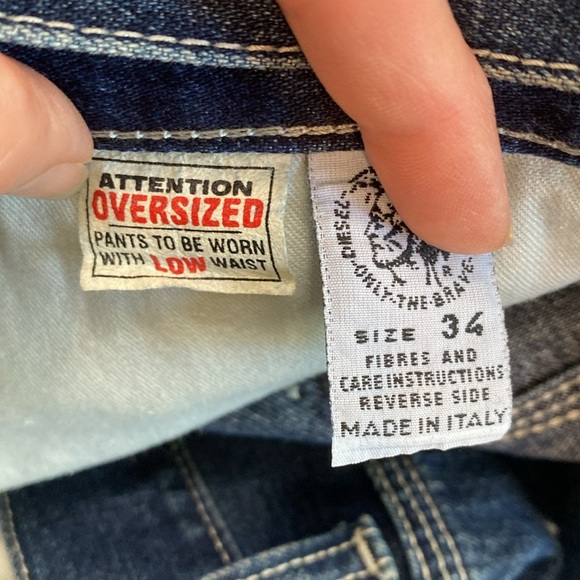 ATTENTION
OVERSIZED
PANTS TO BE WORN
WITH LOW WAIST
DIESEL
ONLY·THE·BRAVE
SIZE 34
FIBRES AND
CARE INSTRUCTIONS
REVERSE SIDE
MADE IN ITALY